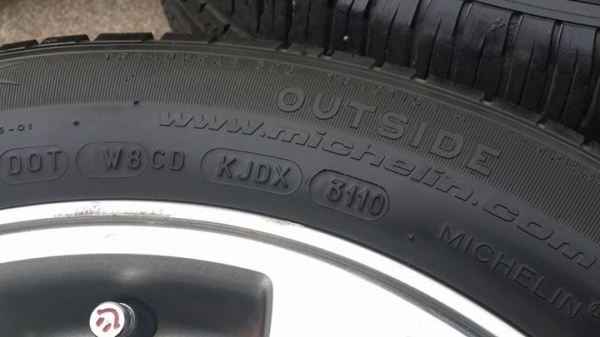 OUTSIDE
www.michelin.com
DOT W8CD KJDX 3110
MICHELIN®